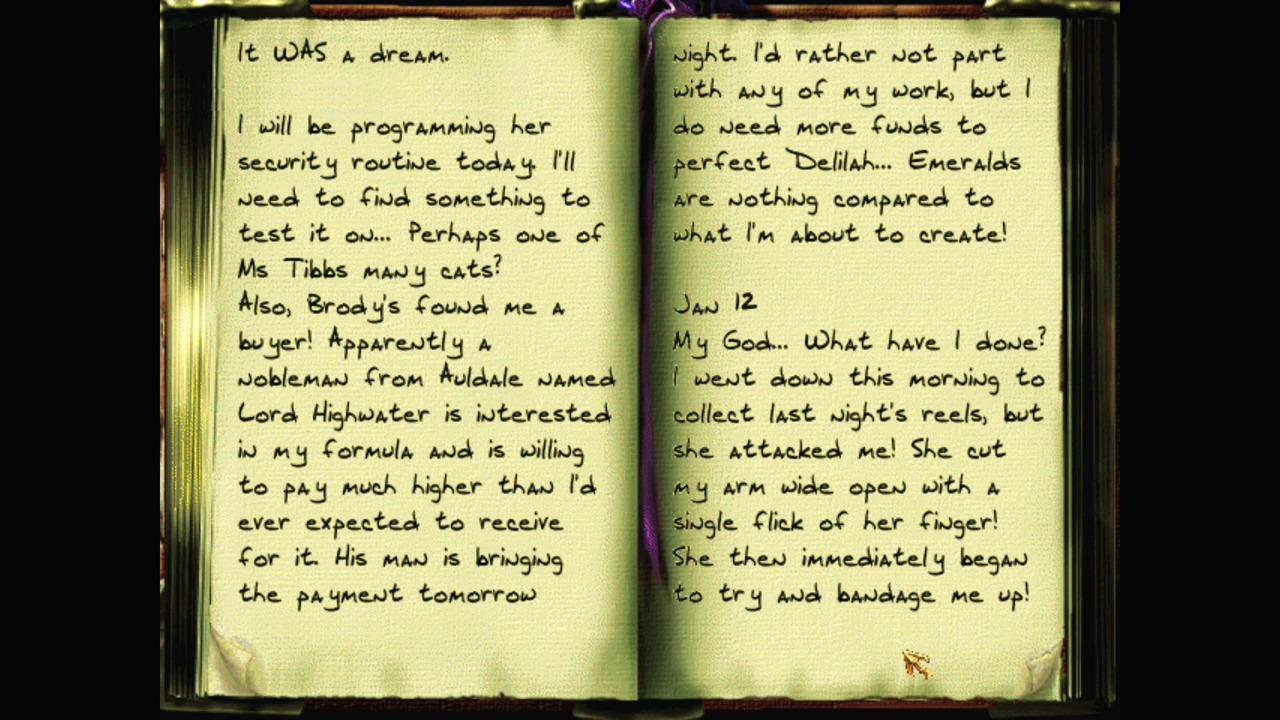 It WAS a dream.
I will be programming her
security routine today. I'll
need to find something to
test it on... Perhaps one of
Ms Tibbs many cats?
Also, Brody's found me a
buyer! Apparently a
nobleman from Auldale named
Lord Highwater is interested
in my formula and is willing
to pay much higher than I'd
ever expected to receive
for it. His man is bringing
the payment tomorrow
night. I'd rather not part
with any of my work, but I
do need more funds to
perfect Delilah... Emeralds
are nothing compared to
what I'm about to create!
Jan 12
My God... What have I done?
I went down this morning to
collect last night's reels, but
she attacked me! She cut
my arm wide open with a
single flick of her finger!
She then immediately began
to try and bandage me up!